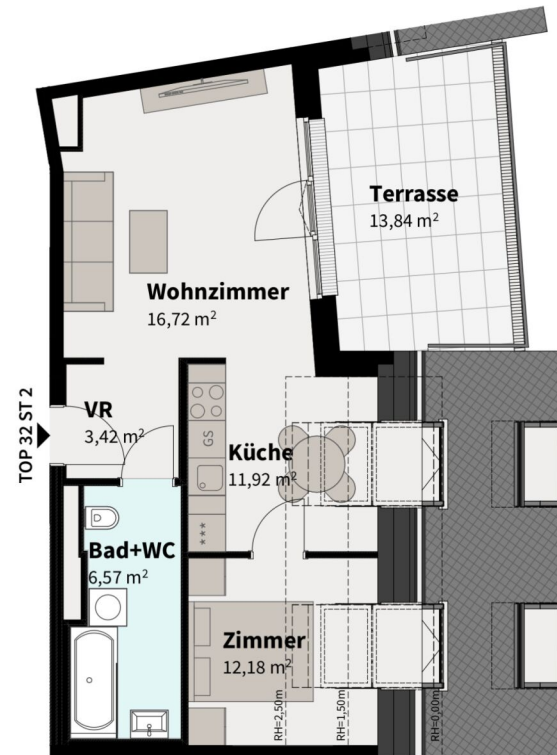 Terrasse
13,84 m²
Wohnzimmer
16,72 m²
TOP 32 ST 2
VR
3,42 m²
GS
Küche
11,92 m²
***
Bad+WC
6,57 m²
Zimmer
12,18 m²
RH=2,50m
RH=1,50m
RH=0,00m